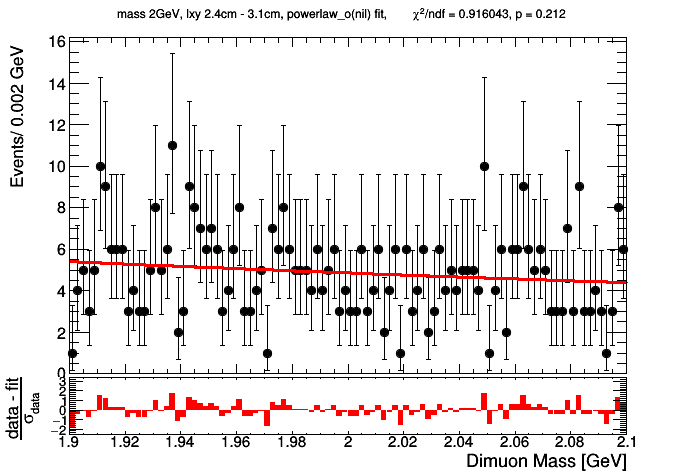 mass 2GeV, lxy 2.4cm - 3.1cm, powerlaw_o(nil) fit, χ²/ndf = 0.916043, p = 0.212
Events/ 0.002 GeV
16
14
12
10
8
6
4
2
0
data - fit
σdata
3
2
1
0
−1
−2
1.9 1.92 1.94 1.96 1.98 2 2.02 2.04 2.06 2.08 2.1
Dimuon Mass [GeV]